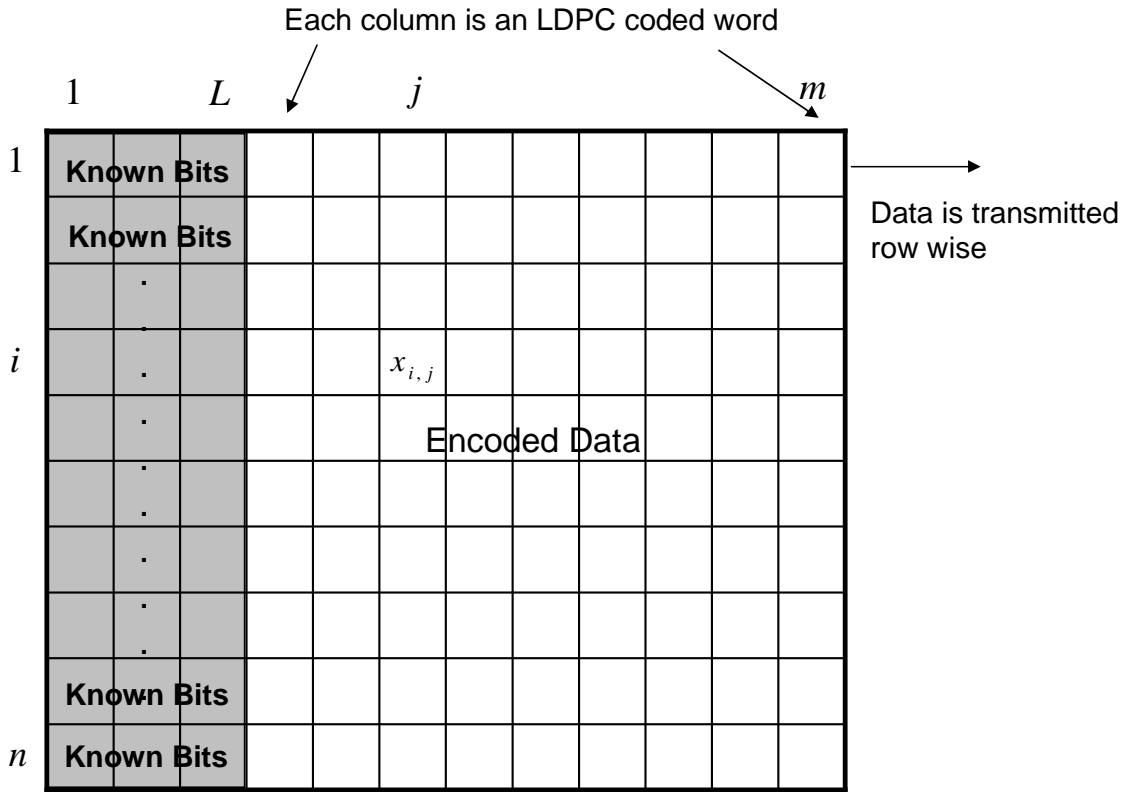 Each column is an LDPC coded word
1 L j m
1 Known Bits
Data is transmitted
row wise
Known Bits
i x_{i,j}
Encoded Data
Known Bits
n Known Bits